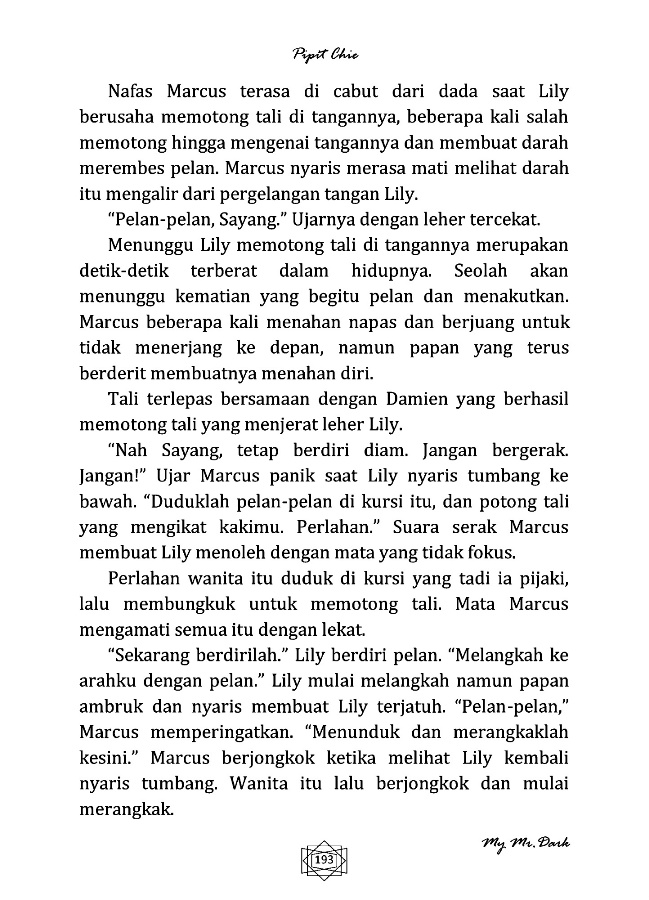 Pipit Chie
Nafas Marcus terasa di cabut dari dada saat Lily
berusaha memotong tali di tangannya, beberapa kali salah
memotong hingga mengenai tangannya dan membuat darah
merembes pelan. Marcus nyaris merasa mati melihat darah
itu mengalir dari pergelangan tangan Lily.
“Pelan-pelan, Sayang.” Ujarnya dengan leher tercekat.
Menunggu Lily memotong tali di tangannya merupakan
detik-detik terberat dalam hidupnya. Seolah akan
menunggu kematian yang begitu pelan dan menakutkan.
Marcus beberapa kali menahan napas dan berjuang untuk
tidak menerjang ke depan, namun papan yang terus
berderit membuatnya menahan diri.
Tali terlepas bersamaan dengan Damien yang berhasil
memotong tali yang menjerat leher Lily.
“Nah Sayang, tetap berdiri diam. Jangan bergerak.
Jangan!” Ujar Marcus panik saat Lily nyaris tumbang ke
bawah. “Duduklah pelan-pelan di kursi itu, dan potong tali
yang mengikat kakimu. Perlahan.” Suara serak Marcus
membuat Lily menoleh dengan mata yang tidak fokus.
Perlahan wanita itu duduk di kursi yang tadi ia pijaki,
lalu membungkuk untuk memotong tali. Mata Marcus
mengamati semua itu dengan lekat.
“Sekarang berdirilah.” Lily berdiri pelan. “Melangkah ke
arahku dengan pelan.” Lily mulai melangkah namun papan
ambruk dan nyaris membuat Lily terjatuh. “Pelan-pelan,”
Marcus memperingatkan. “Menunduk dan merangkaklah
kesini.” Marcus berjongkok ketika melihat Lily kembali
nyaris tumbang. Wanita itu lalu berjongkok dan mulai
merangkak.
My Mr. Dark
193